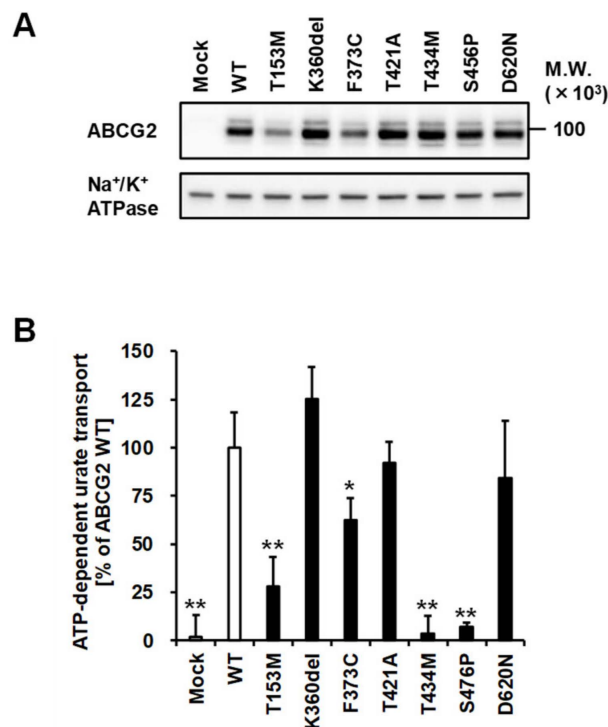 A
Mock
WT
T153M
K360del
F373C
T421A
T434M
S456P
D620N
M.W.
(×10³)
ABCG2
100
Na⁺/K⁺
ATPase
B
ATP-dependent urate transport
[% of ABCG2 WT]
150
125
100
75
50
25
0
**
**
*
**
**
Mock
WT
T153M
K360del
F373C
T421A
T434M
S476P
D620N